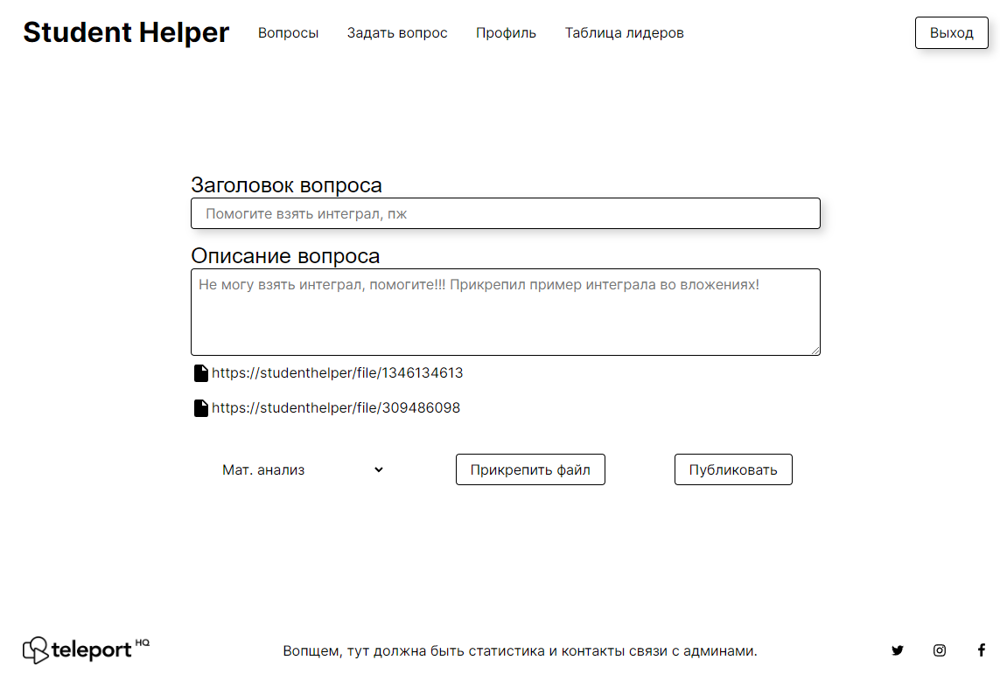 Student Helper Вопросы Задать вопрос Профиль Таблица лидеров Выход
Заголовок вопроса
Помогите взять интеграл, пж
Описание вопроса
Не могу взять интеграл, помогите!!! Прикрепил пример интеграла во вложениях!
https://studenthelper/file/1346134613
https://studenthelper/file/309486098
Мат. анализ Прикрепить файл Публиковать
teleport HQ Вопщем, тут должна быть статистика и контакты связи с админами.